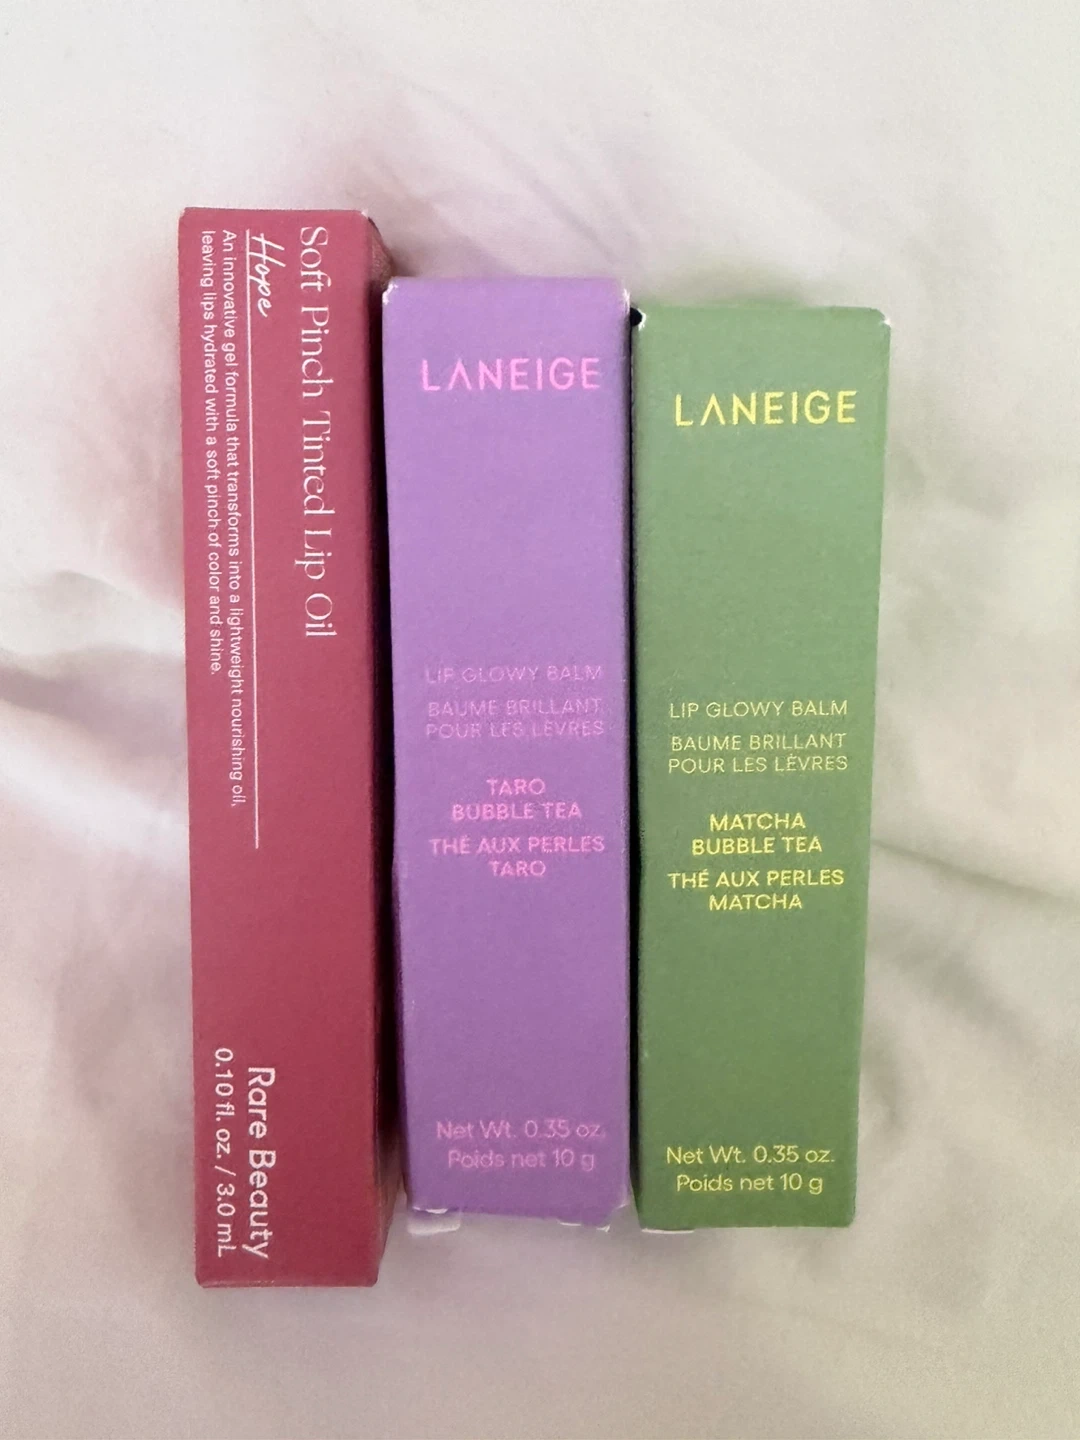 Soft Pinch Tinted Lip Oil
Hope
An innovative gel formula that transforms into a lightweight nourishing oil,
leaving lips hydrated with a soft pinch of color and shine.
Rare Beauty
0.10 fl. oz. / 3.0 mL
LANEIGE
LIP GLOWY BALM
BAUME BRILLANT
POUR LES LÈVRES
TARO
BUBBLE TEA
THÉ AUX PERLES
TARO
Net Wt. 0.35 oz.
Poids net 10 g
LANEIGE
LIP GLOWY BALM
BAUME BRILLANT
POUR LES LÈVRES
MATCHA
BUBBLE TEA
THÉ AUX PERLES
MATCHA
Net Wt. 0.35 oz.
Poids net 10 g